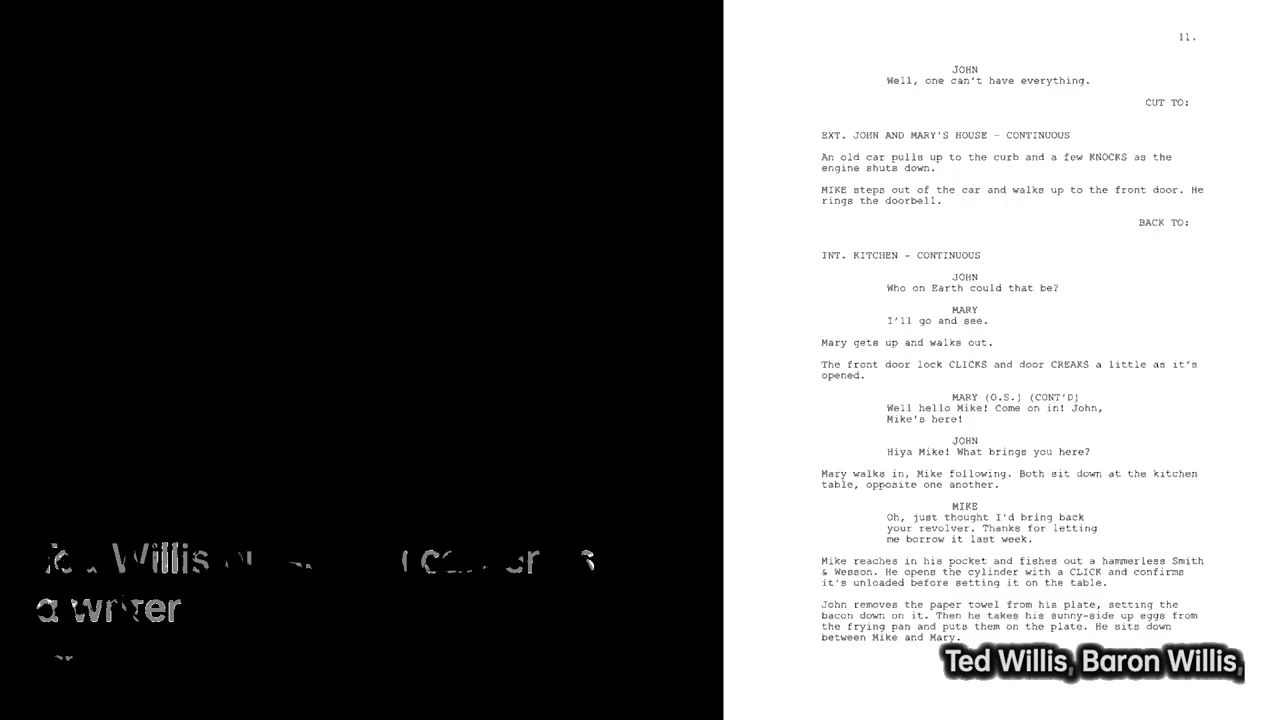 Willis
a writer
11.
JOHN
Well, one can't have everything.
CUT TO:
EXT. JOHN AND MARY'S HOUSE - CONTINUOUS
An old car pulls up to the curb and a few KNOCKS as the
engine shuts down.
MIKE steps out of the car and walks up to the front door. He
rings the doorbell.
BACK TO:
INT. KITCHEN - CONTINUOUS
JOHN
Who on Earth could that be?
MARY
I'll go and see.
Mary gets up and walks out.
The front door lock CLICKS and door CREAKS a little as it's
opened.
MARY (O.S.) (CONT'D)
Well hello Mike! Come on in! John,
Mike's here!
JOHN
Hiya Mike! What brings you here?
Mary walks in, Mike following. Both sit down at the kitchen
table, opposite one another.
MIKE
Oh, just thought I'd bring back
your revolver. Thanks for letting
me borrow it last week.
Mike reaches in his pocket and fishes out a hammerless Smith
& Wesson. He opens the cylinder with a CLICK and confirms
it's unloaded before setting it on the table.
John removes the paper towel from his plate, setting the
bacon down on it. Then he takes his sunny-side up eggs from
the frying pan and puts them on the plate. He sits down
between Mike and Mary.
Ted Willis, Baron Willis,